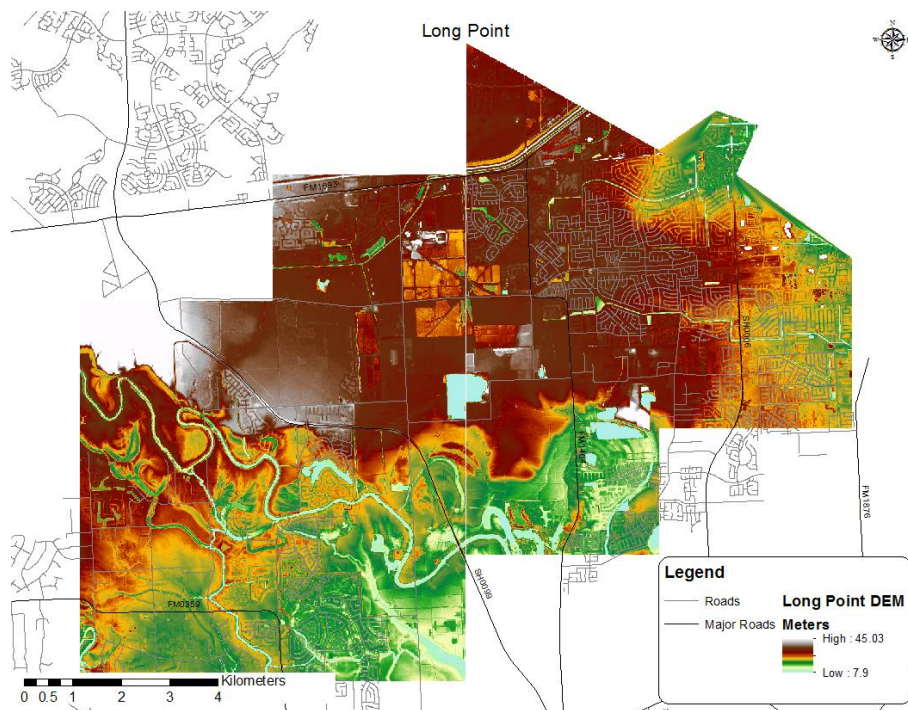 Long Point
N
W
S
FM1093
SH0006
FM1876
SH0099
FM0359
Kilometers
0 0.5 1 2 3 4
Legend
Roads
Major Roads
Long Point DEM
Meters
High : 45.03
Low : 7.9